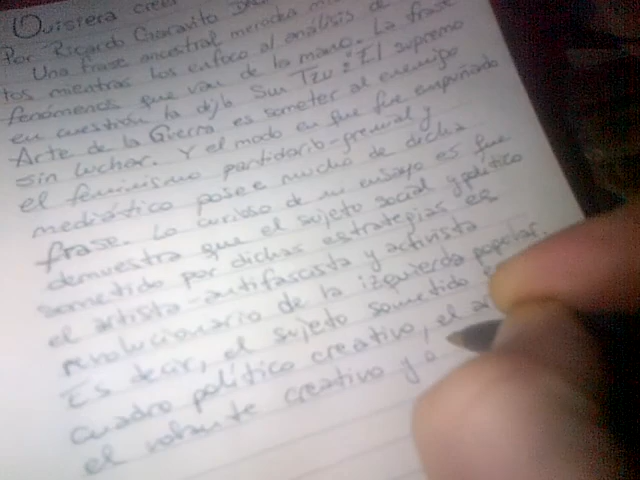 Quisiera creer
Por Ricardo Garavito
Una frase ancestral merodea
tos mientras los enfoco al análisis de
fenómenos que van de la mano. La frase
en cuestión la dijo Sun Tzu: El supremo
Arte de la Guerra es someter al enemigo
sin luchar. Y el modo en que fue empuñado
el feminismo partidario-gremial y
mediático posee mucho de dicha
frase. Lo curioso de mi ensayo es que
demuestra que el sujeto social y político
sometido por dichas estrategias es
el artista-antifascista y activista
revolucionario de la izquierda popular.
Es decir, el sujeto sometido
cuadro político creativo, el
el votante creativo y